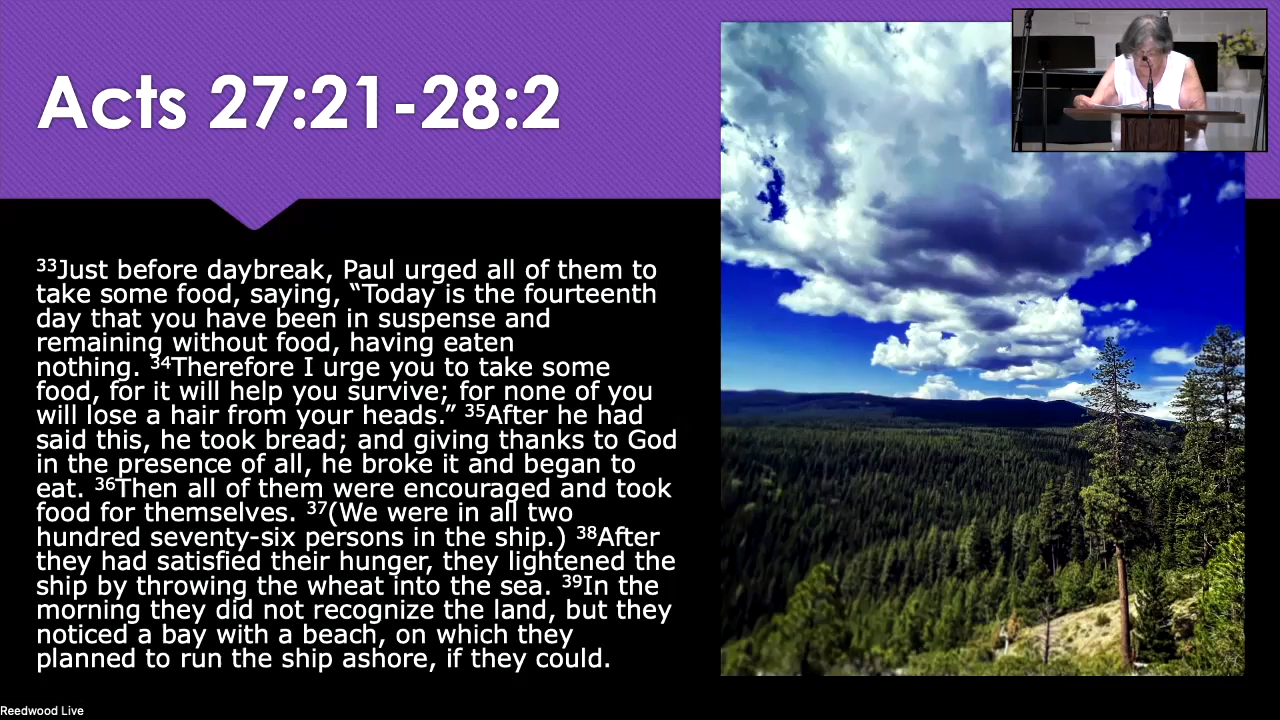 Acts 27:21-28:2
³³Just before daybreak, Paul urged all of them to
take some food, saying, “Today is the fourteenth
day that you have been in suspense and
remaining without food, having eaten
nothing. ³⁴Therefore I urge you to take some
food, for it will help you survive; for none of you
will lose a hair from your heads.” ³⁵After he had
said this, he took bread; and giving thanks to God
in the presence of all, he broke it and began to
eat. ³⁶Then all of them were encouraged and took
food for themselves. ³⁷(We were in all two
hundred seventy-six persons in the ship.) ³⁸After
they had satisfied their hunger, they lightened the
ship by throwing the wheat into the sea. ³⁹In the
morning they did not recognize the land, but they
noticed a bay with a beach, on which they
planned to run the ship ashore, if they could.
Reedwood Live